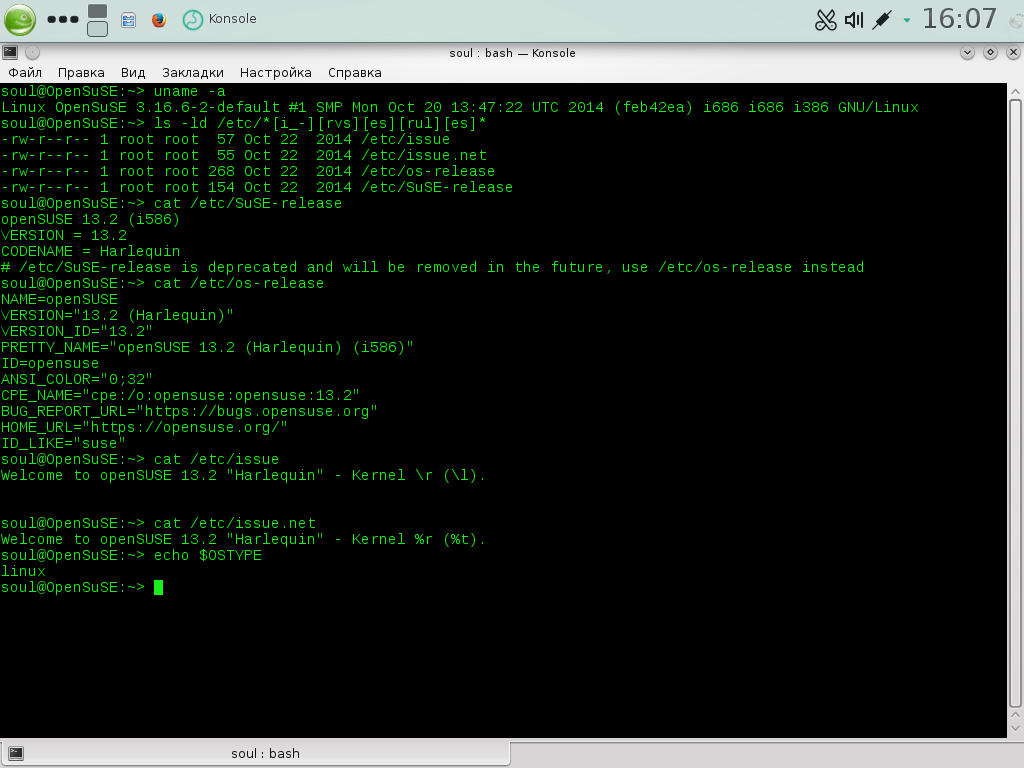 Konsole
16:07
soul : bash — Konsole
Файл Правка Вид Закладки Настройка Справка
soul@OpenSuSE:~> uname -a
Linux OpenSuSE 3.16.6-2-default #1 SMP Mon Oct 20 13:47:22 UTC 2014 (feb42ea) i686 i686 i386 GNU/Linux
soul@OpenSuSE:~> ls -ld /etc/*[i_-][rvs][es][rul][es]*
-rw-r--r-- 1 root root  57 Oct 22  2014 /etc/issue
-rw-r--r-- 1 root root  55 Oct 22  2014 /etc/issue.net
-rw-r--r-- 1 root root 268 Oct 22  2014 /etc/os-release
-rw-r--r-- 1 root root 154 Oct 22  2014 /etc/SuSE-release
soul@OpenSuSE:~> cat /etc/SuSE-release
openSUSE 13.2 (i586)
VERSION = 13.2
CODENAME = Harlequin
# /etc/SuSE-release is deprecated and will be removed in the future, use /etc/os-release instead
soul@OpenSuSE:~> cat /etc/os-release
NAME=openSUSE
VERSION="13.2 (Harlequin)"
VERSION_ID="13.2"
PRETTY_NAME="openSUSE 13.2 (Harlequin) (i586)"
ID=opensuse
ANSI_COLOR="0;32"
CPE_NAME="cpe:/o:opensuse:opensuse:13.2"
BUG_REPORT_URL="https://bugs.opensuse.org"
HOME_URL="https://opensuse.org/"
ID_LIKE="suse"
soul@OpenSuSE:~> cat /etc/issue
Welcome to openSUSE 13.2 "Harlequin" - Kernel \r (\l).
soul@OpenSuSE:~> cat /etc/issue.net
Welcome to openSUSE 13.2 "Harlequin" - Kernel %r (%t).
soul@OpenSuSE:~> echo $OSTYPE
linux
soul@OpenSuSE:~>
soul : bash